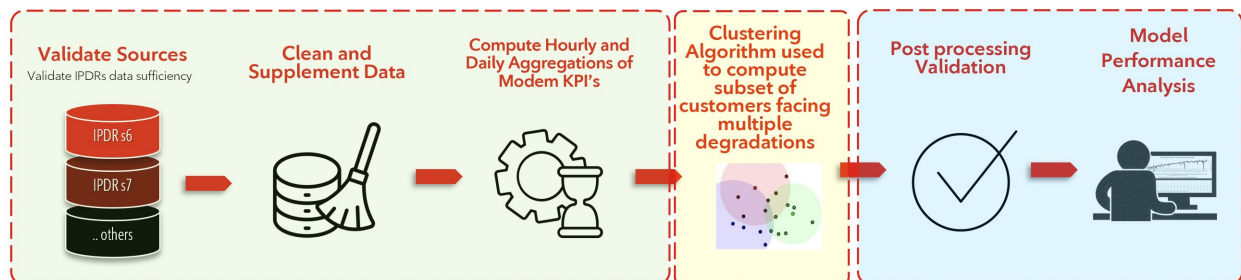 Validate Sources
Validate IPDRs data sufficiency
IPDR s6
IPDR s7
.. others
Clean and
Supplement Data
Compute Hourly and
Daily Aggregations of
Modem KPI's
Clustering
Algorithm used
to compute
subset of
customers facing
multiple
degradations
Post processing
Validation
Model
Performance
Analysis